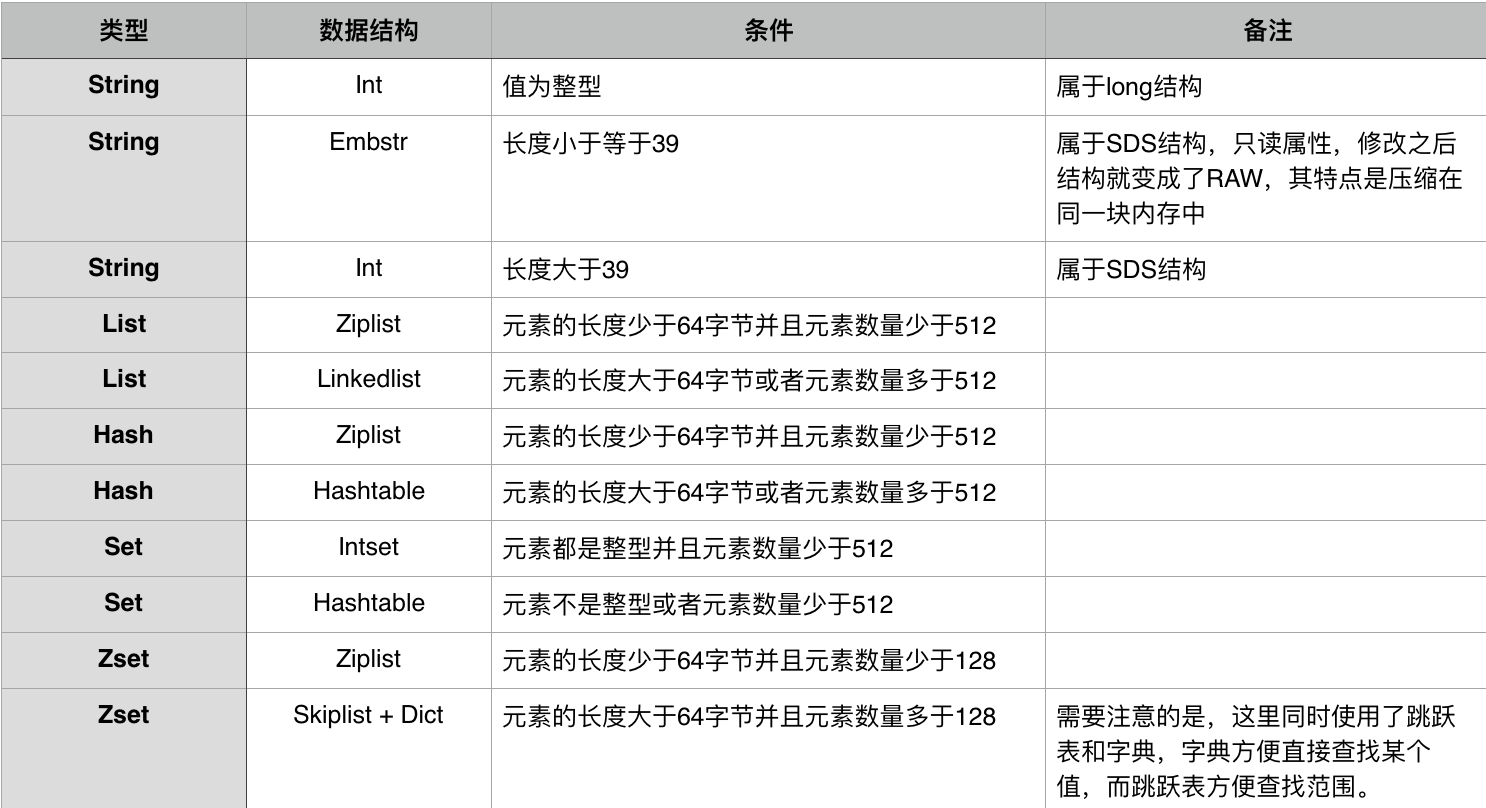 类型 数据结构 条件 备注
String Int 值为整型 属于long结构
String Embstr 长度小于等于39 属于SDS结构，只读属性，修改之后
结构就变成了RAW，其特点是压缩在
同一块内存中
String Int 长度大于39 属于SDS结构
List Ziplist 元素的长度少于64字节并且元素数量少于512
List Linkedlist 元素的长度大于64字节或者元素数量多于512
Hash Ziplist 元素的长度少于64字节并且元素数量少于512
Hash Hashtable 元素的长度大于64字节或者元素数量多于512
Set Intset 元素都是整型并且元素数量少于512
Set Hashtable 元素不是整型或者元素数量少于512
Zset Ziplist 元素的长度少于64字节并且元素数量少于128
Zset Skiplist + Dict 元素的长度大于64字节并且元素数量多于128 需要注意的是，这里同时使用了跳跃
表和字典，字典方便直接查找某个
值，而跳跃表方便查找范围。